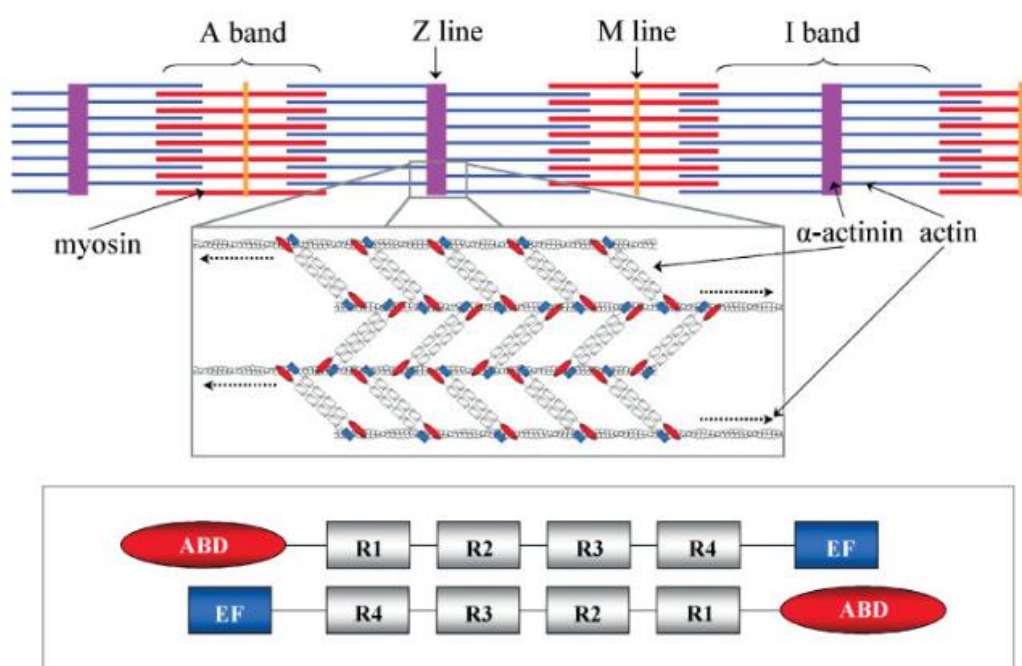 A band Z line M line I band
myosin α-actinin actin
ABD R1 R2 R3 R4 EF
EF R4 R3 R2 R1 ABD